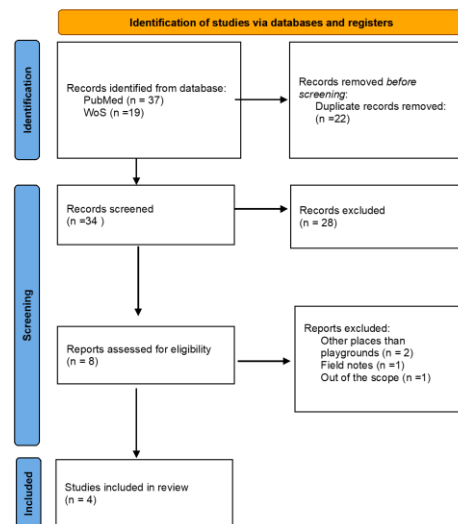 Identification of studies via databases and registers
Identification
Records identified from database:
PubMed (n = 37)
WoS (n =19)
Records removed before
screening:
Duplicate records removed:
(n =22)
Screening
Records screened
(n =34 )
Records excluded
(n = 28)
Reports assessed for eligibility
(n = 8)
Reports excluded:
Other places than
playgrounds (n = 2)
Field notes (n =1)
Out of the scope (n =1)
Included
Studies included in review
(n = 4)